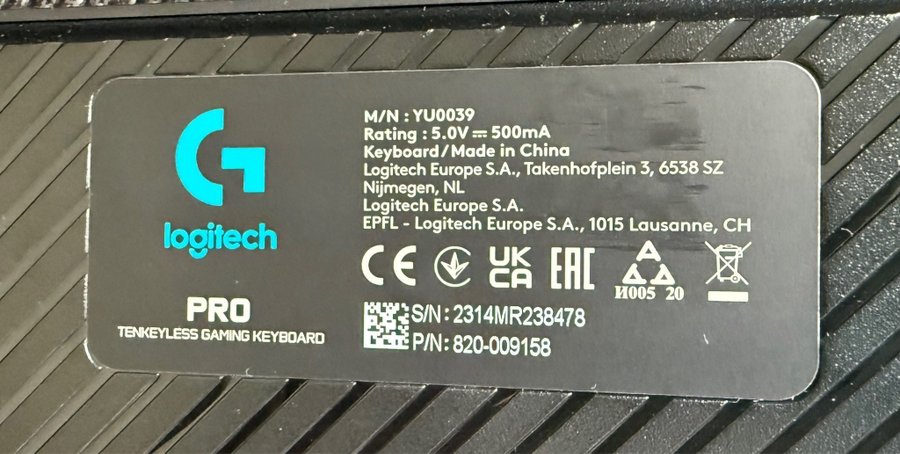 logitech
PRO
TENKEYLESS GAMING KEYBOARD
M/N : YU0039
Rating : 5.0V⎓ 500mA
Keyboard/Made in China
Logitech Europe S.A., Takenhofplein 3, 6538 SZ
Nijmegen, NL
Logitech Europe S.A.
EPFL - Logitech Europe S.A., 1015 Lausanne, CH
CE UK CA EAC
И005 20
S/N: 2314MR238478
P/N: 820-009158